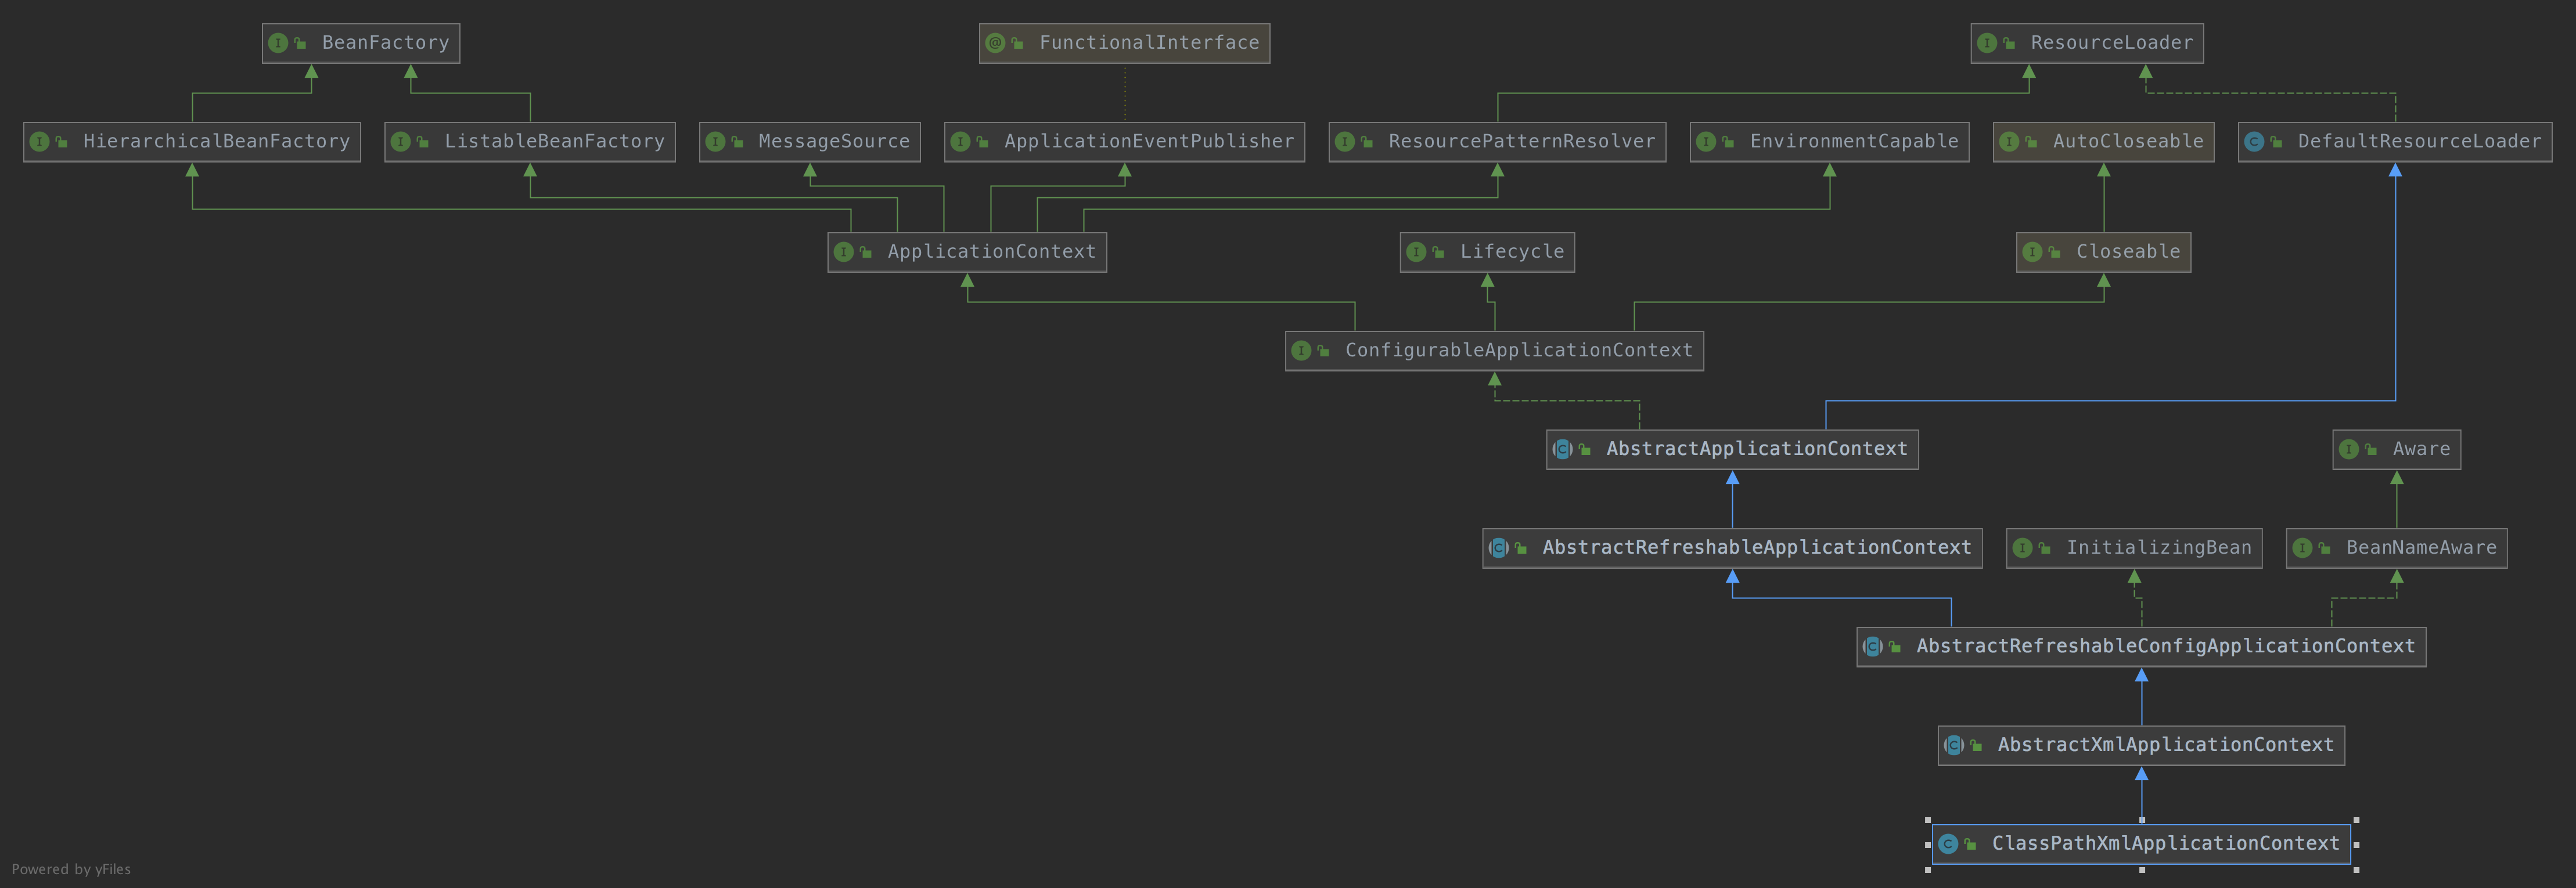 BeanFactory
FunctionalInterface
ResourceLoader
HierarchicalBeanFactory
ListableBeanFactory
MessageSource
ApplicationEventPublisher
ResourcePatternResolver
EnvironmentCapable
AutoCloseable
DefaultResourceLoader
ApplicationContext
Lifecycle
Closeable
ConfigurableApplicationContext
AbstractApplicationContext
Aware
AbstractRefreshableApplicationContext
InitializingBean
BeanNameAware
AbstractRefreshableConfigApplicationContext
AbstractXmlApplicationContext
ClassPathXmlApplicationContext
Powered by yFiles